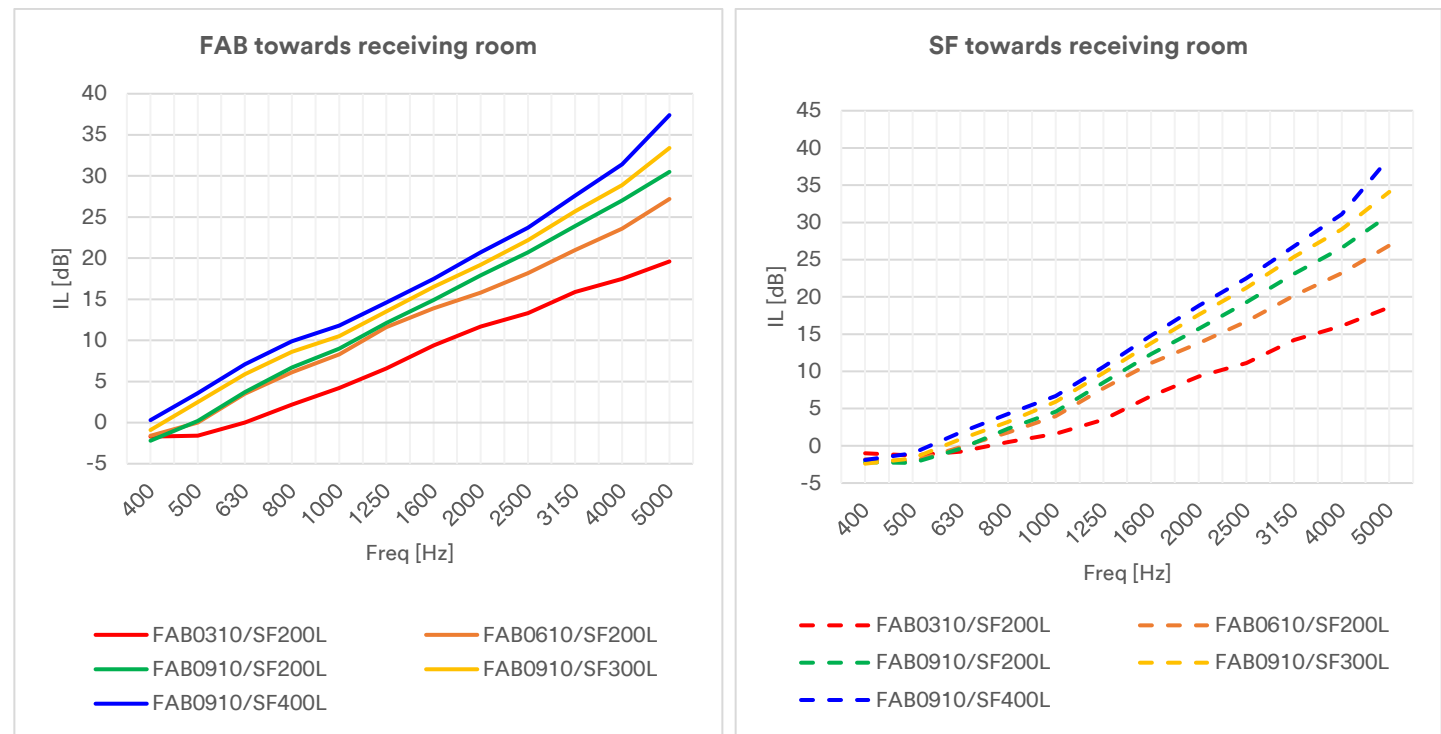 FAB towards receiving room
40
35
30
25
20
15
10
5
0
-5
IL [dB]
400 500 630 800 1000 1250 1600 2000 2500 3150 4000 5000
Freq [Hz]
FAB0310/SF200L FAB0610/SF200L
FAB0910/SF200L FAB0910/SF300L
FAB0910/SF400L
SF towards receiving room
45
40
35
30
25
20
15
10
5
0
-5
IL [dB]
400 500 630 800 1000 1250 1600 2000 2500 3150 4000 5000
Freq [Hz]
FAB0310/SF200L FAB0610/SF200L
FAB0910/SF200L FAB0910/SF300L
FAB0910/SF400L